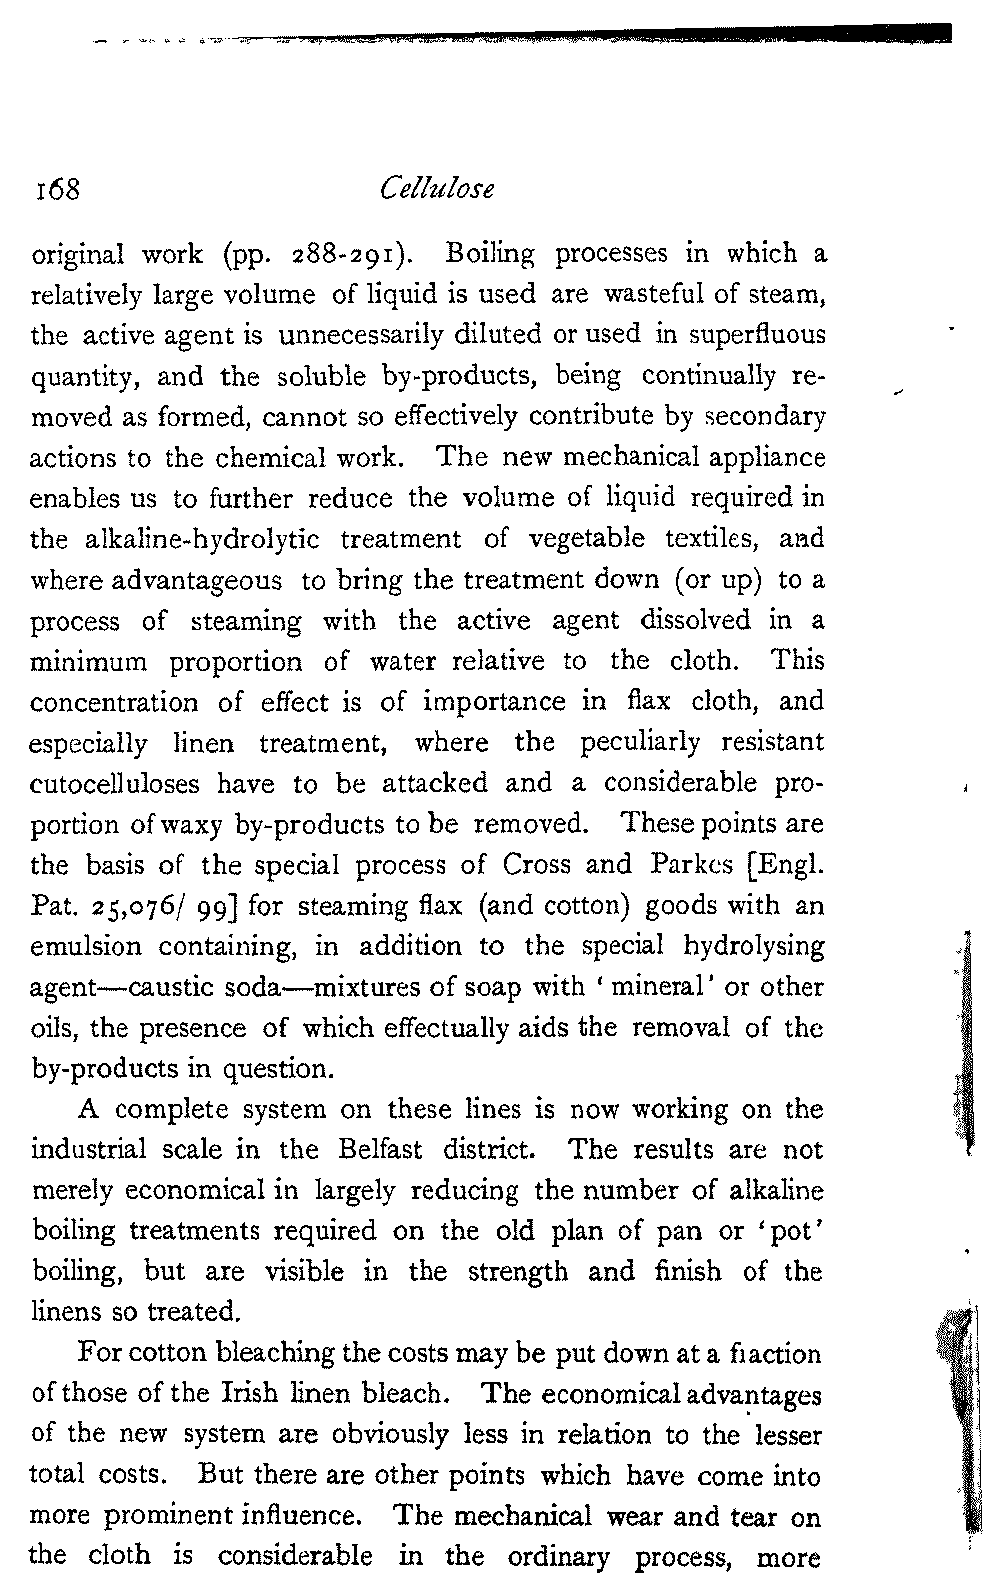 168 Cellulose
original work (pp. 288-291). Boiling processes in which a
relatively large volume of liquid is used are wasteful of steam,
the active agent is unnecessarily diluted or used in superfluous
quantity, and the soluble by-products, being continually re-
moved as formed, cannot so effectively contribute by secondary
actions to the chemical work. The new mechanical appliance
enables us to further reduce the volume of liquid required in
the alkaline-hydrolytic treatment of vegetable textiles, and
where advantageous to bring the treatment down (or up) to a
process of steaming with the active agent dissolved in a
minimum proportion of water relative to the cloth. This
concentration of effect is of importance in flax cloth, and
especially linen treatment, where the peculiarly resistant
cutocelluloses have to be attacked and a considerable pro-
portion of waxy by-products to be removed. These points are
the basis of the special process of Cross and Parkes [Engl.
Pat. 25,076/ 99] for steaming flax (and cotton) goods with an
emulsion containing, in addition to the special hydrolysing
agent—caustic soda—mixtures of soap with ‘ mineral’ or other
oils, the presence of which effectually aids the removal of the
by-products in question.
A complete system on these lines is now working on the
industrial scale in the Belfast district. The results are not
merely economical in largely reducing the number of alkaline
boiling treatments required on the old plan of pan or ‘pot’
boiling, but are visible in the strength and finish of the
linens so treated.
For cotton bleaching the costs may be put down at a fraction
of those of the Irish linen bleach. The economical advantages
of the new system are obviously less in relation to the lesser
total costs. But there are other points which have come into
more prominent influence. The mechanical wear and tear on
the cloth is considerable in the ordinary process, more